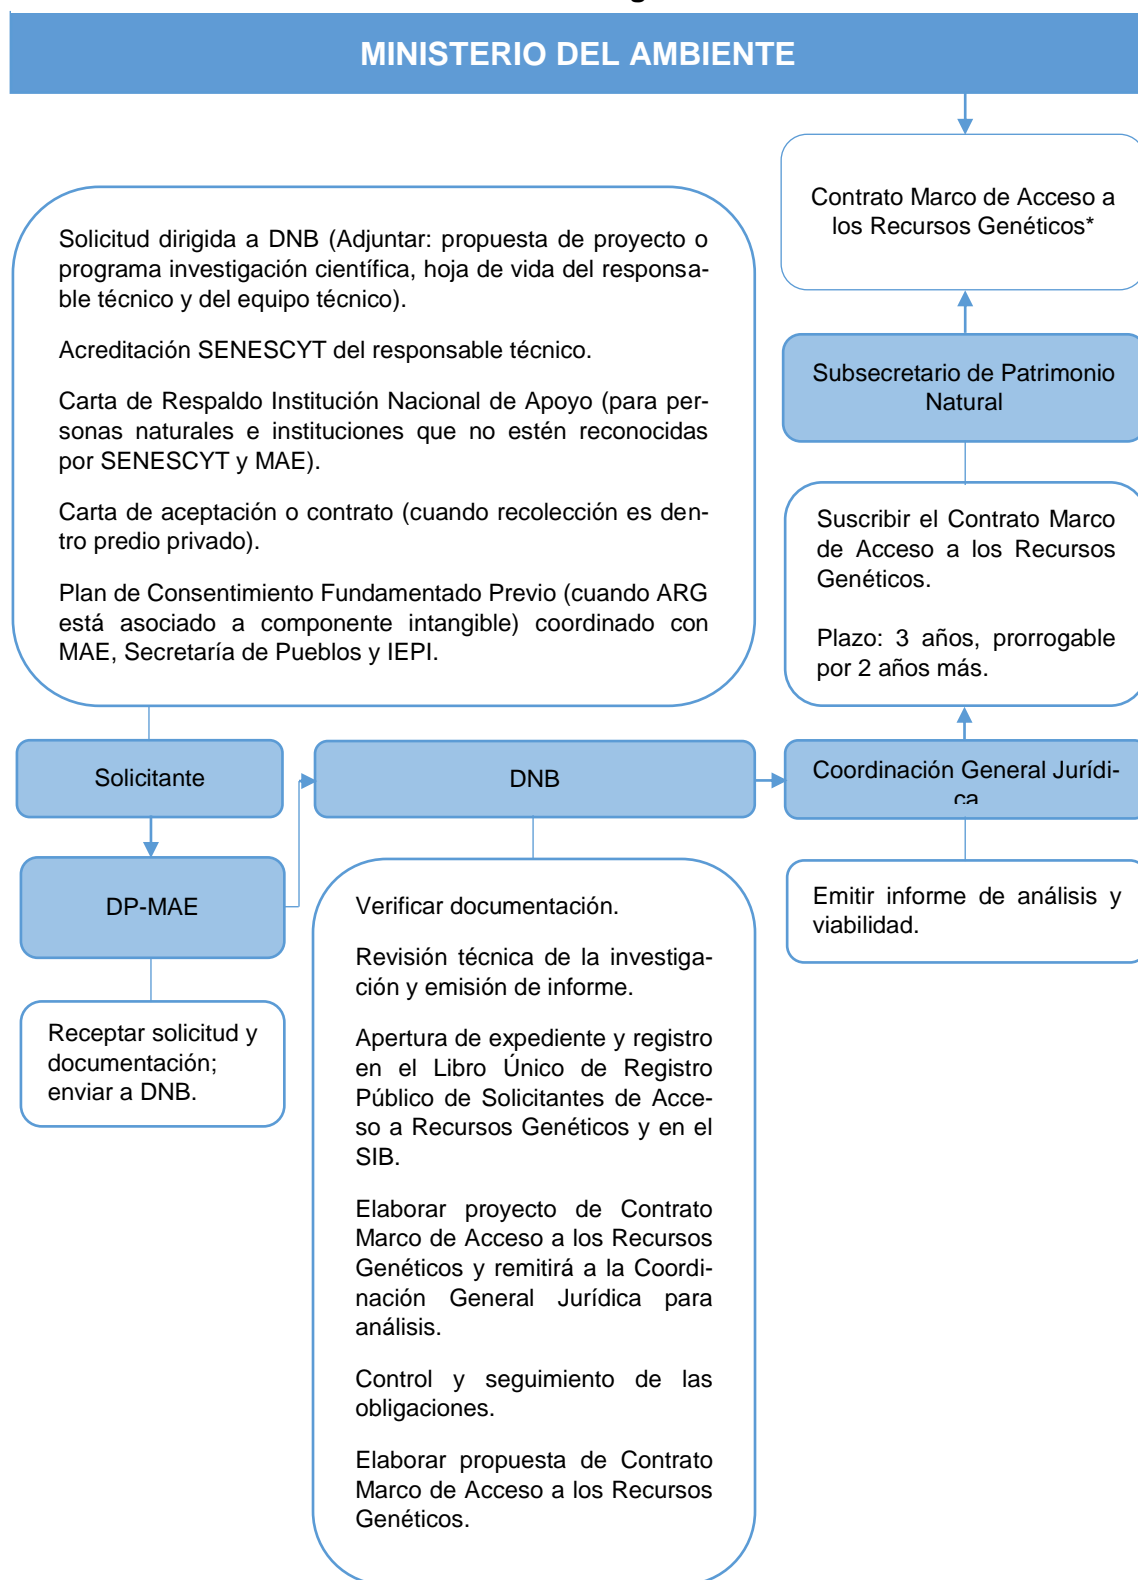 MINISTERIO DEL AMBIENTE
Contrato Marco de Acceso a
los Recursos Genéticos*
Solicitud dirigida a DNB (Adjuntar: propuesta de proyecto o
programa investigación científica, hoja de vida del responsa-
ble técnico y del equipo técnico).
Acreditación SENESCYT del responsable técnico.
Carta de Respaldo Institución Nacional de Apoyo (para per-
sonas naturales e instituciones que no estén reconocidas
por SENESCYT y MAE).
Carta de aceptación o contrato (cuando recolección es den-
tro predio privado).
Plan de Consentimiento Fundamentado Previo (cuando ARG
está asociado a componente intangible) coordinado con
MAE, Secretaría de Pueblos y IEPI.
Subsecretario de Patrimonio
Natural
Suscribir el Contrato Marco
de Acceso a los Recursos
Genéticos.
Plazo: 3 años, prorrogable
por 2 años más.
Solicitante
DNB
Coordinación General Jurídi-
ca
DP-MAE
Receptar solicitud y
documentación;
enviar a DNB.
Verificar documentación.
Revisión técnica de la investiga-
ción y emisión de informe.
Apertura de expediente y registro
en el Libro Único de Registro
Público de Solicitantes de Acce-
so a Recursos Genéticos y en el
SIB.
Elaborar proyecto de Contrato
Marco de Acceso a los Recursos
Genéticos y remitirá a la Coordi-
nación General Jurídica para
análisis.
Control y seguimiento de las
obligaciones.
Elaborar propuesta de Contrato
Marco de Acceso a los Recursos
Genéticos.
Emitir informe de análisis y
viabilidad.